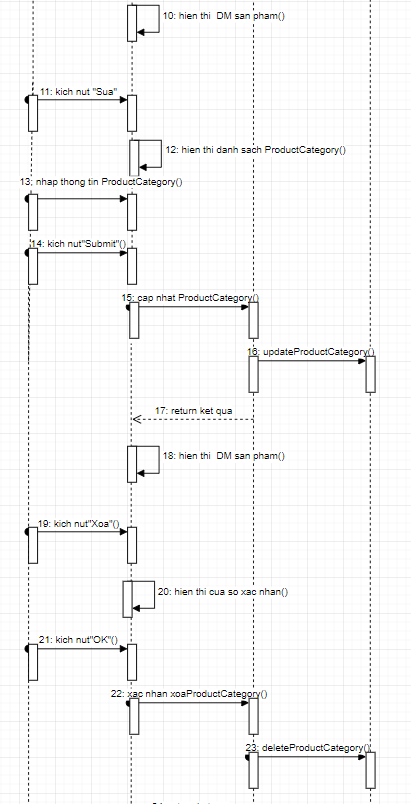 10: hien thi  DM san pham()
11: kich nut "Sua"
12: hien thi danh sach ProductCategory()
13: nhap thong tin ProductCategory()
14: kich nut"Submit"()
15: cap nhat ProductCategory()
16: updateProductCategory()
17: return ket qua
18: hien thi  DM san pham()
19: kich nut"Xoa"()
20: hien thi cua so xac nhan()
21: kich nut"OK"()
22: xac nhan xoaProductCategory()
23: deleteProductCategory()